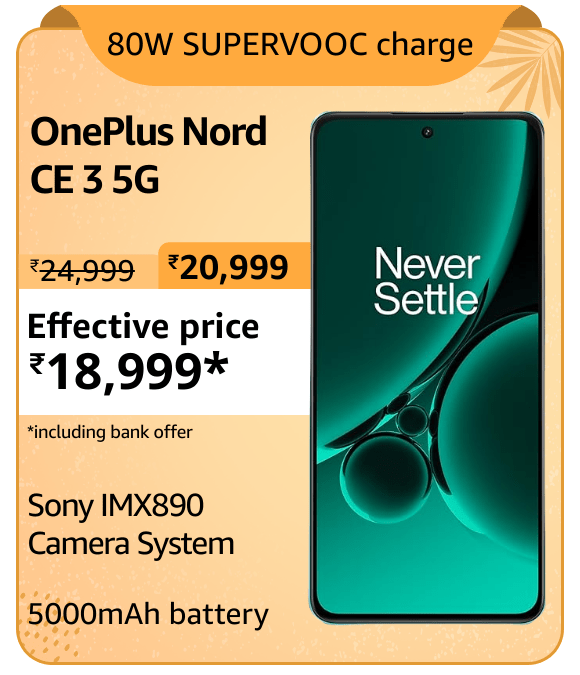 80W SUPERVOOC charge
OnePlus Nord
CE 3 5G
₹24,999 ₹20,999
Never
Settle
Effective price
₹18,999*
*including bank offer
Sony IMX890
Camera System
5000mAh battery